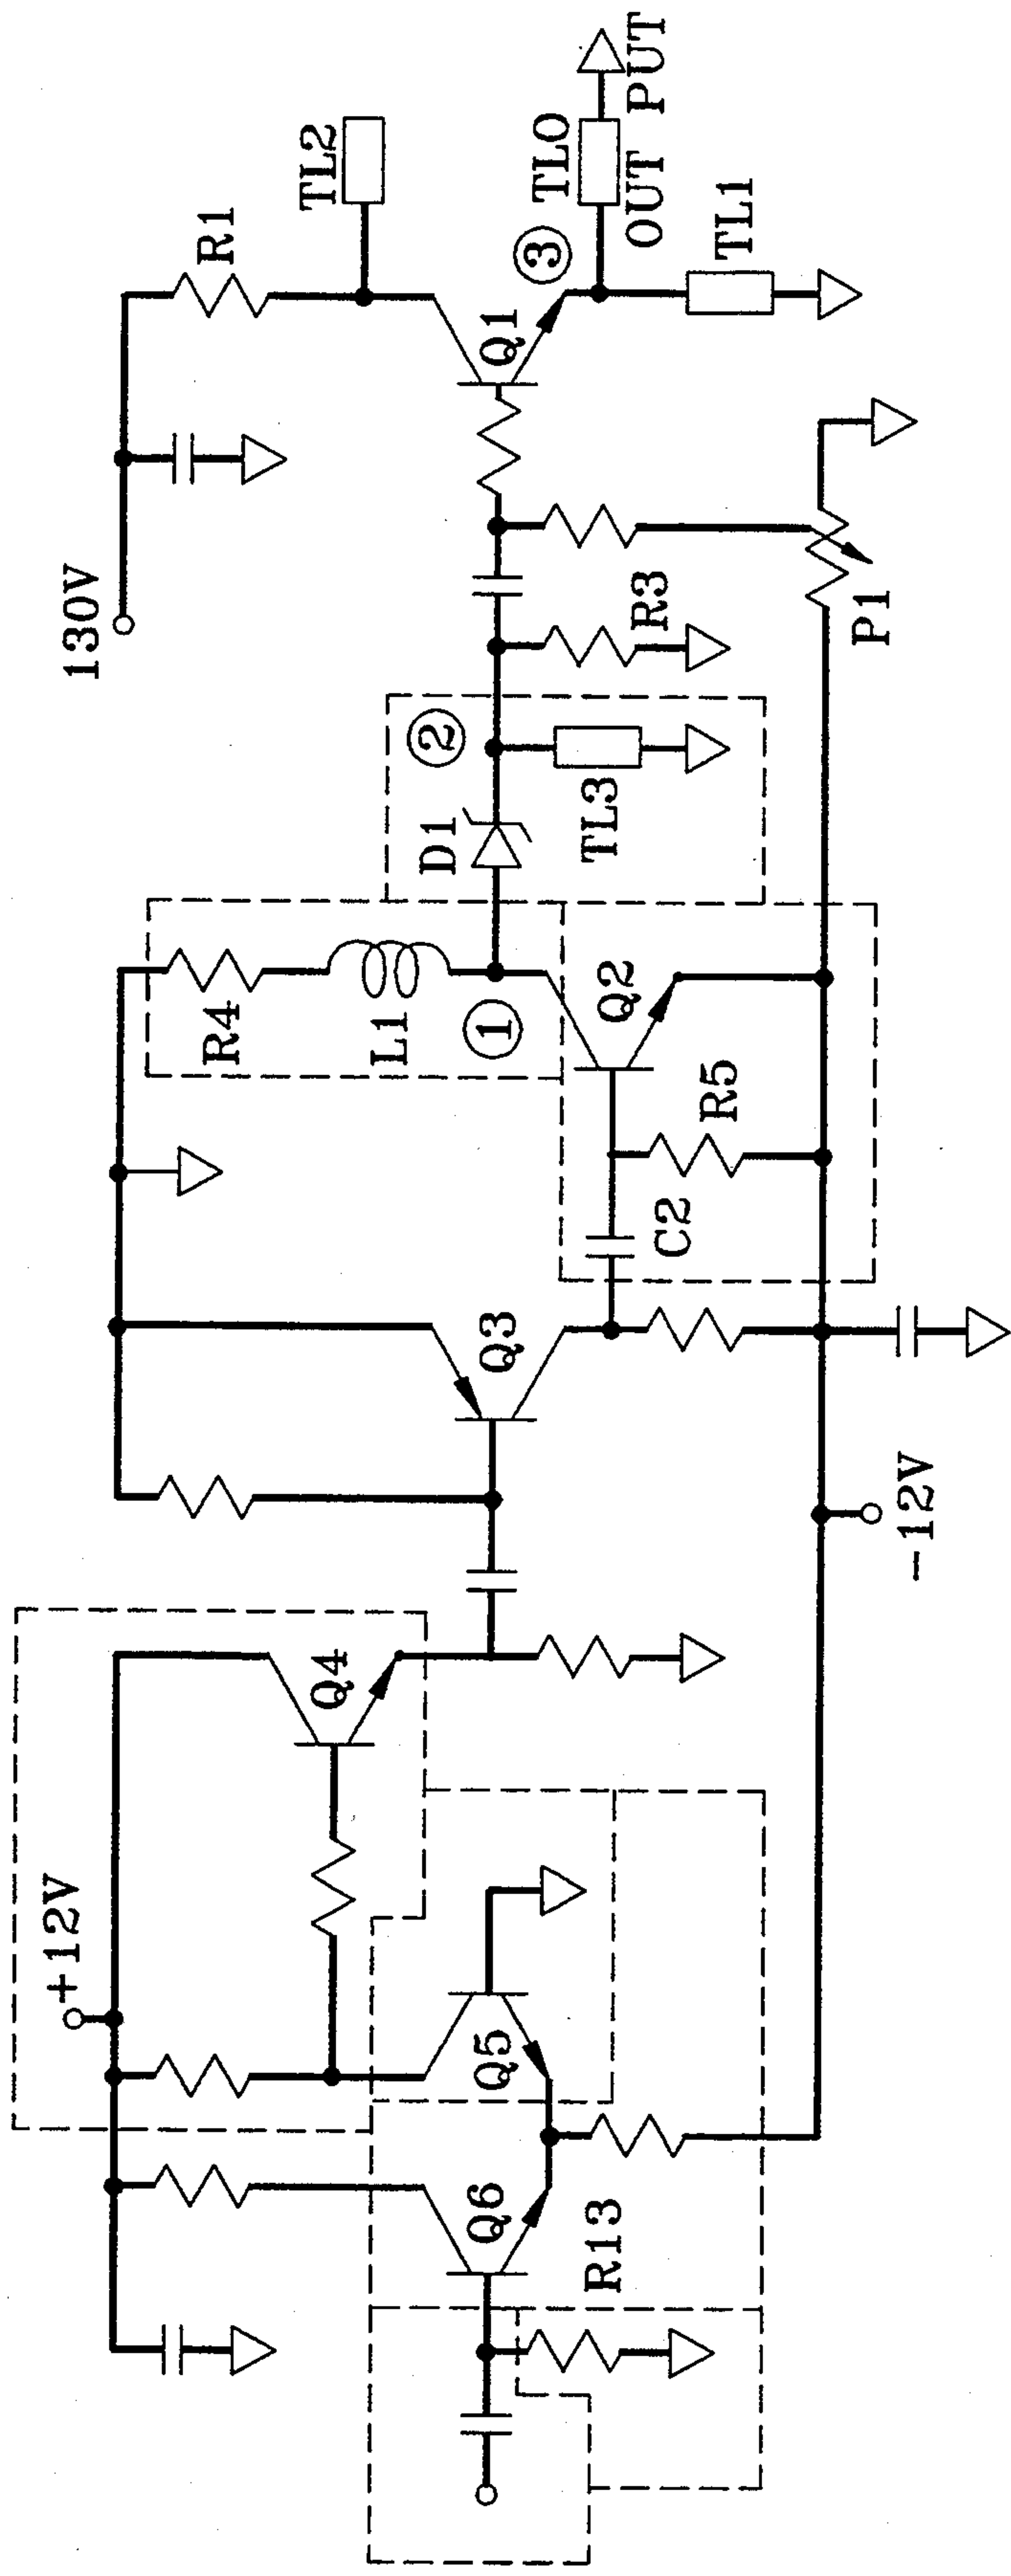 130V
R1
TL2
Q1
3
TL0
OUT PUT
TL1
R3
P1
2
D1
TL3
R4
L1
1
Q2
R5
C2
Q3
-12V
Q4
+12V
Q5
Q6
R13